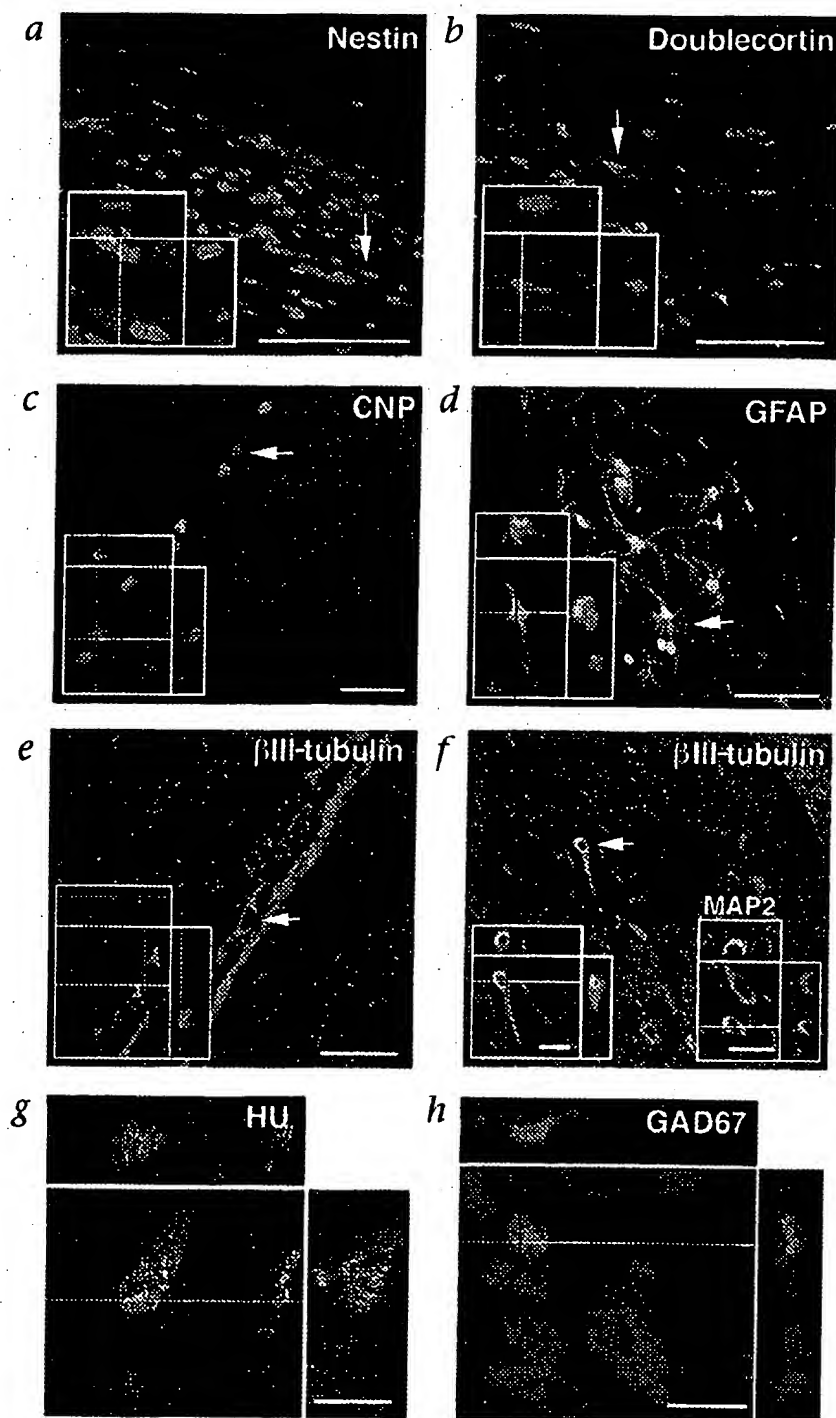 a Nestin
b Doublecortin
c CNP
d GFAP
e βIII-tubulin
f βIII-tubulin
MAP2
g HU
h GAD67